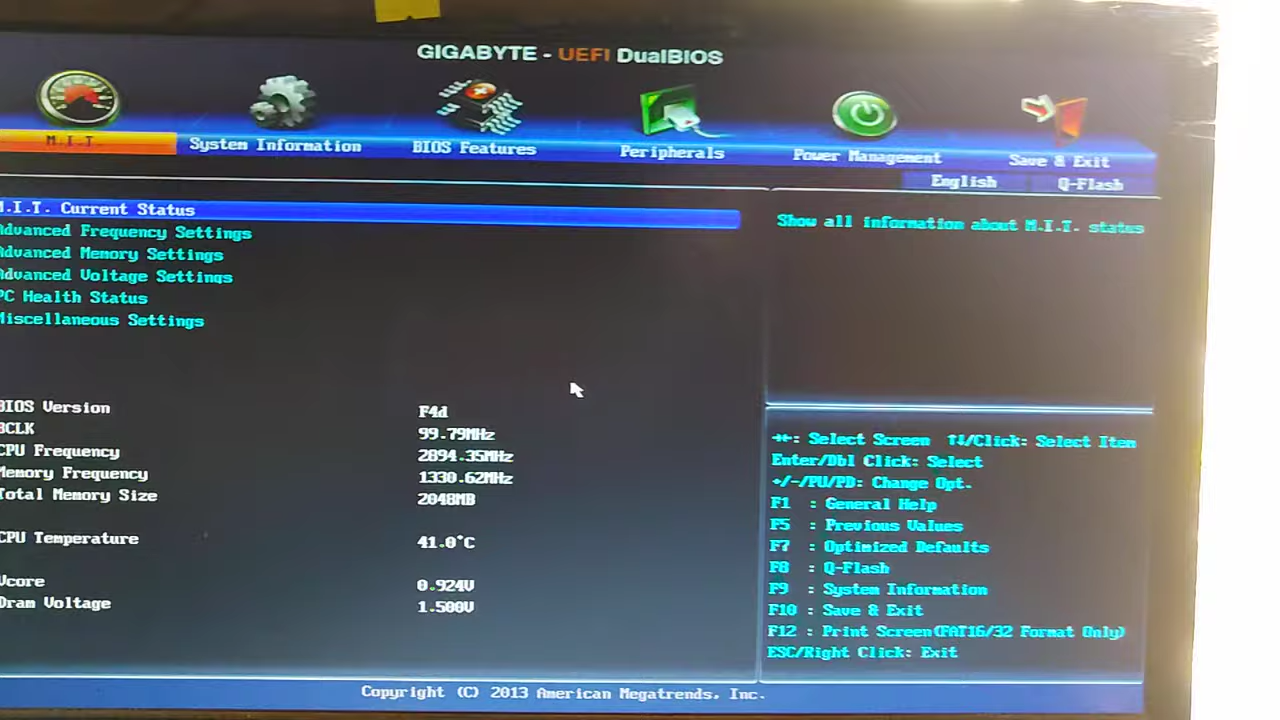 GIGABYTE - UEFI DualBIOS
M.I.T. System Information BIOS Features Peripherals Power Management Save & Exit
English Q-Flash
.I.T. Current Status
Advanced Frequency Settings
Advanced Memory Settings
Advanced Voltage Settings
PC Health Status
Miscellaneous Settings
Show all information about M.I.T. status
BIOS Version F4d
BCLK 99.79MHz
CPU Frequency 2894.35MHz
Memory Frequency 1330.62MHz
Total Memory Size 2048MB
CPU Temperature 41.0°C
Vcore 0.924V
Dram Voltage 1.500V
→←: Select Screen ↑↓/Click: Select Item
Enter/Dbl Click: Select
+/-/PU/PD: Change Opt.
F1 : General Help
F5 : Previous Values
F7 : Optimized Defaults
F8 : Q-Flash
F9 : System Information
F10 : Save & Exit
F12 : Print Screen(FAT16/32 Format Only)
ESC/Right Click: Exit
Copyright (C) 2013 American Megatrends, Inc.